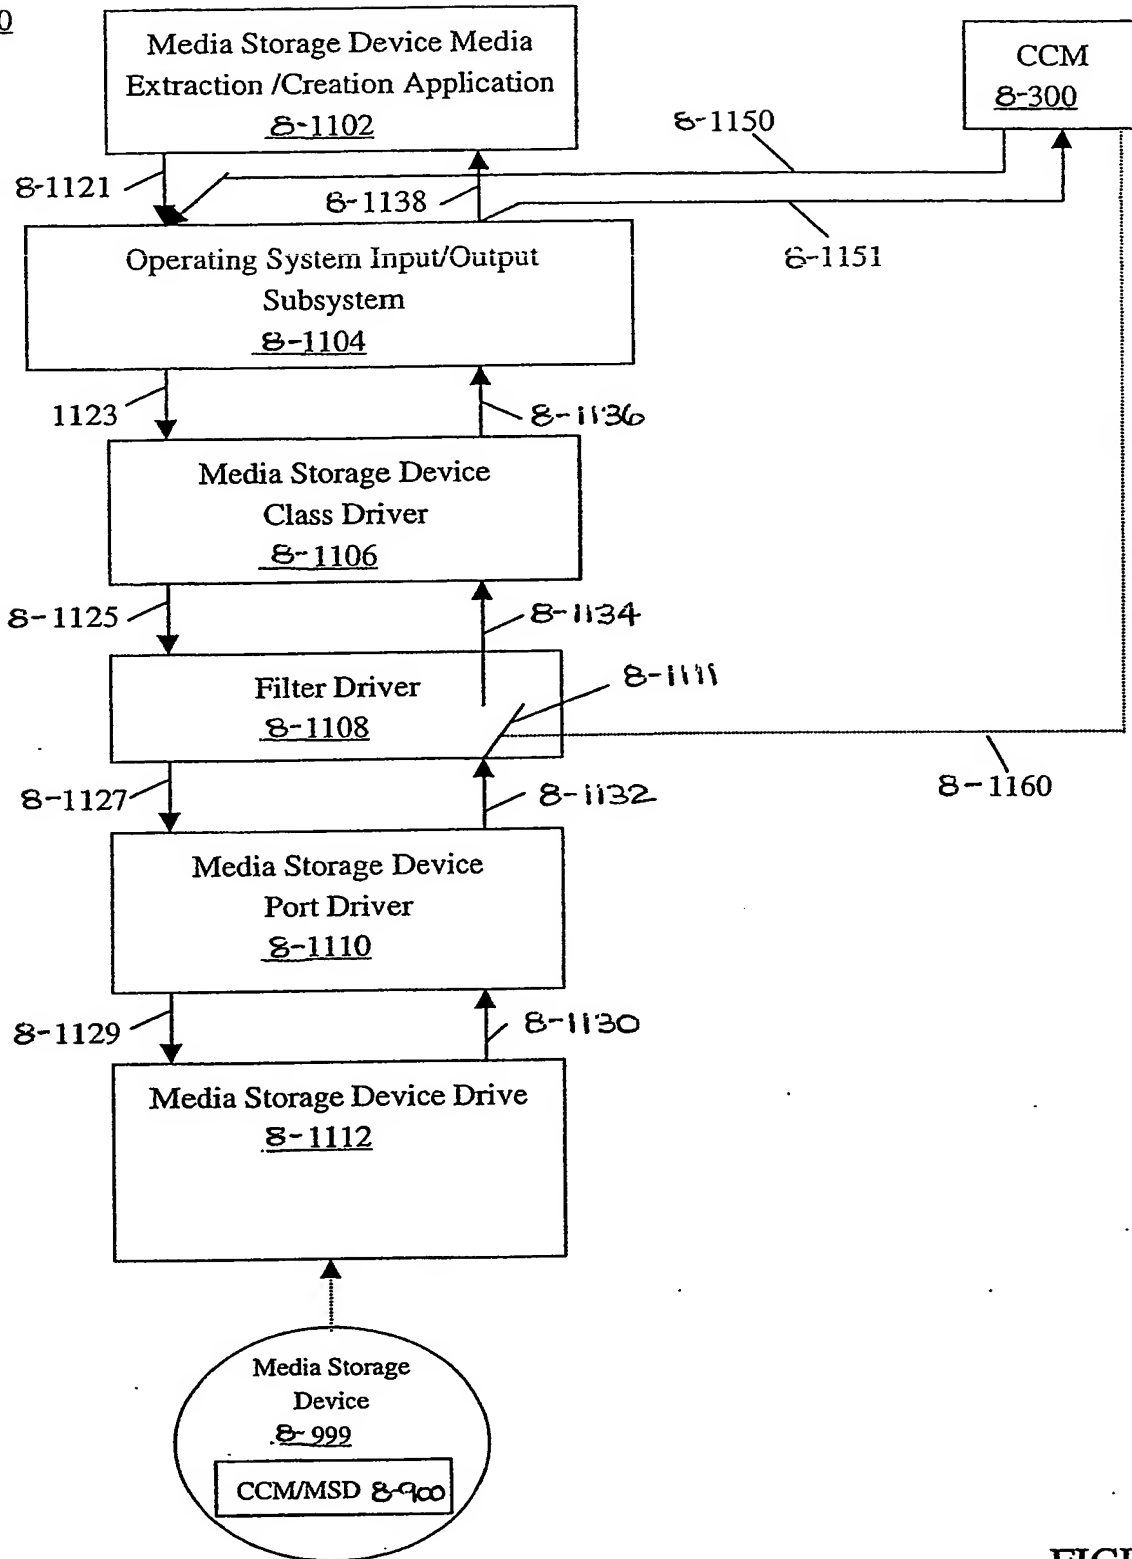 0
Media Storage Device Media
Extraction /Creation Application
8-1102
CCM
8-300
8-1150
8-1121
8-1138
8-1151
Operating System Input/Output
Subsystem
8-1104
1123
8-1136
Media Storage Device
Class Driver
8-1106
8-1125
8-1134
Filter Driver
8-1108
8-1111
8-1160
8-1127
8-1132
Media Storage Device
Port Driver
8-1110
8-1129
8-1130
Media Storage Device Drive
8-1112
Media Storage
Device
8-999
CCM/MSD 8-900